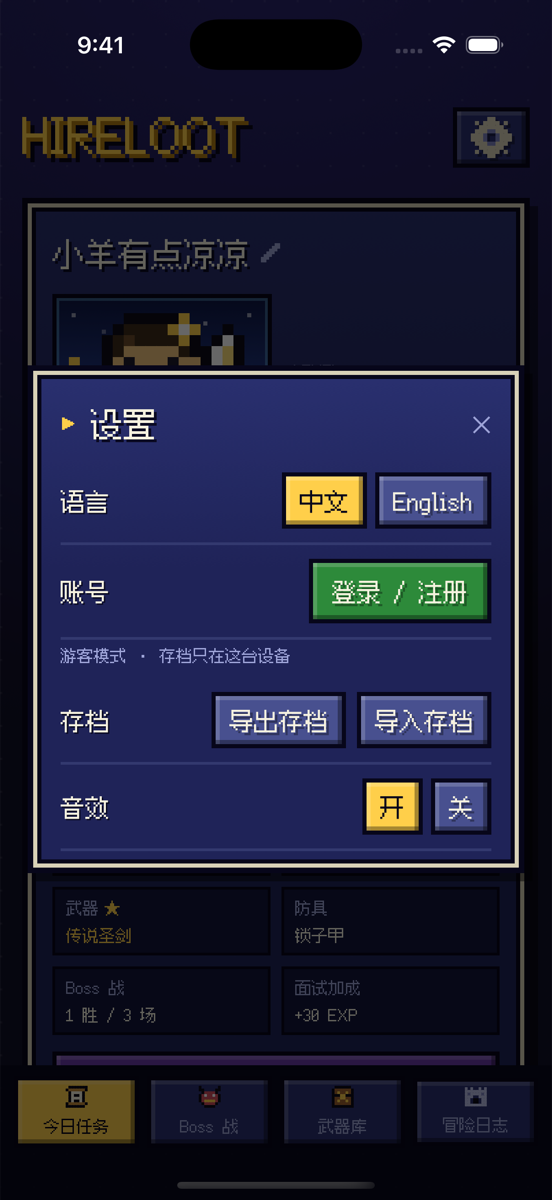 9:41
HIRELOOT
小羊有点凉凉
设置
语言 中文 English
账号 登录 / 注册
游客模式 · 存档只在这台设备
存档 导出存档 导入存档
音效 开 关
武器 防具
传说圣剑 锁子甲
Boss 战 面试加成
1 胜 / 3 场 +30 EXP
今日任务 Boss 战 武器库 冒险日志